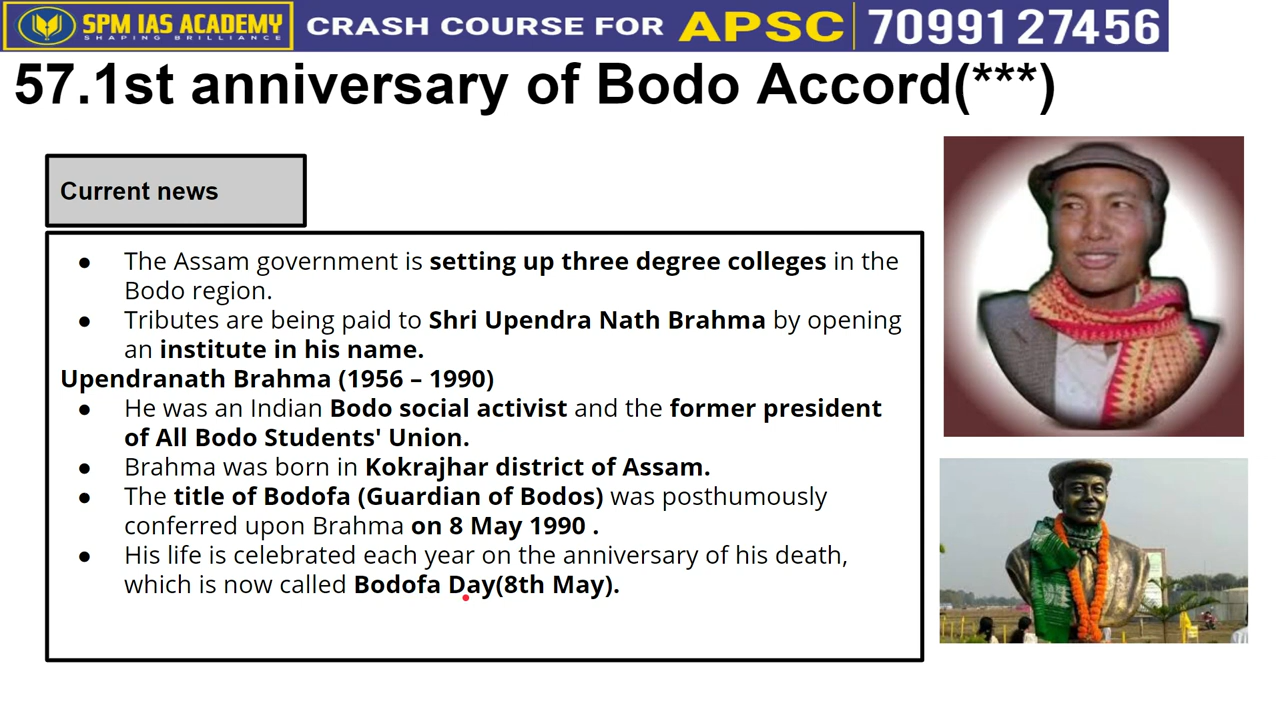 SPM IAS ACADEMY
SHAPING BRILLIANCE
CRASH COURSE FOR APSC 70991 27456
57.1st anniversary of Bodo Accord(***)
Current news
● The Assam government is setting up three degree colleges in the
Bodo region.
● Tributes are being paid to Shri Upendra Nath Brahma by opening
an institute in his name.
Upendranath Brahma (1956 – 1990)
● He was an Indian Bodo social activist and the former president
of All Bodo Students' Union.
● Brahma was born in Kokrajhar district of Assam.
● The title of Bodofa (Guardian of Bodos) was posthumously
conferred upon Brahma on 8 May 1990 .
● His life is celebrated each year on the anniversary of his death,
which is now called Bodofa Day(8th May).